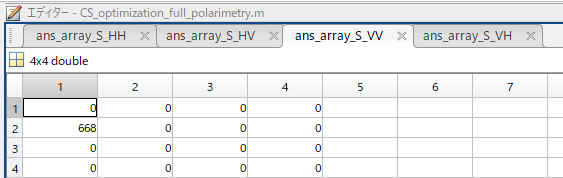 エディター - CS_optimization_full_polarimetry.m
ans_array_S_HH × ans_array_S_HV × ans_array_S_VV × ans_array_S_VH ×
4x4 double
1 2 3 4 5 6 7
1 0 0 0 0
2 668 0 0 0
3 0 0 0 0
4 0 0 0 0